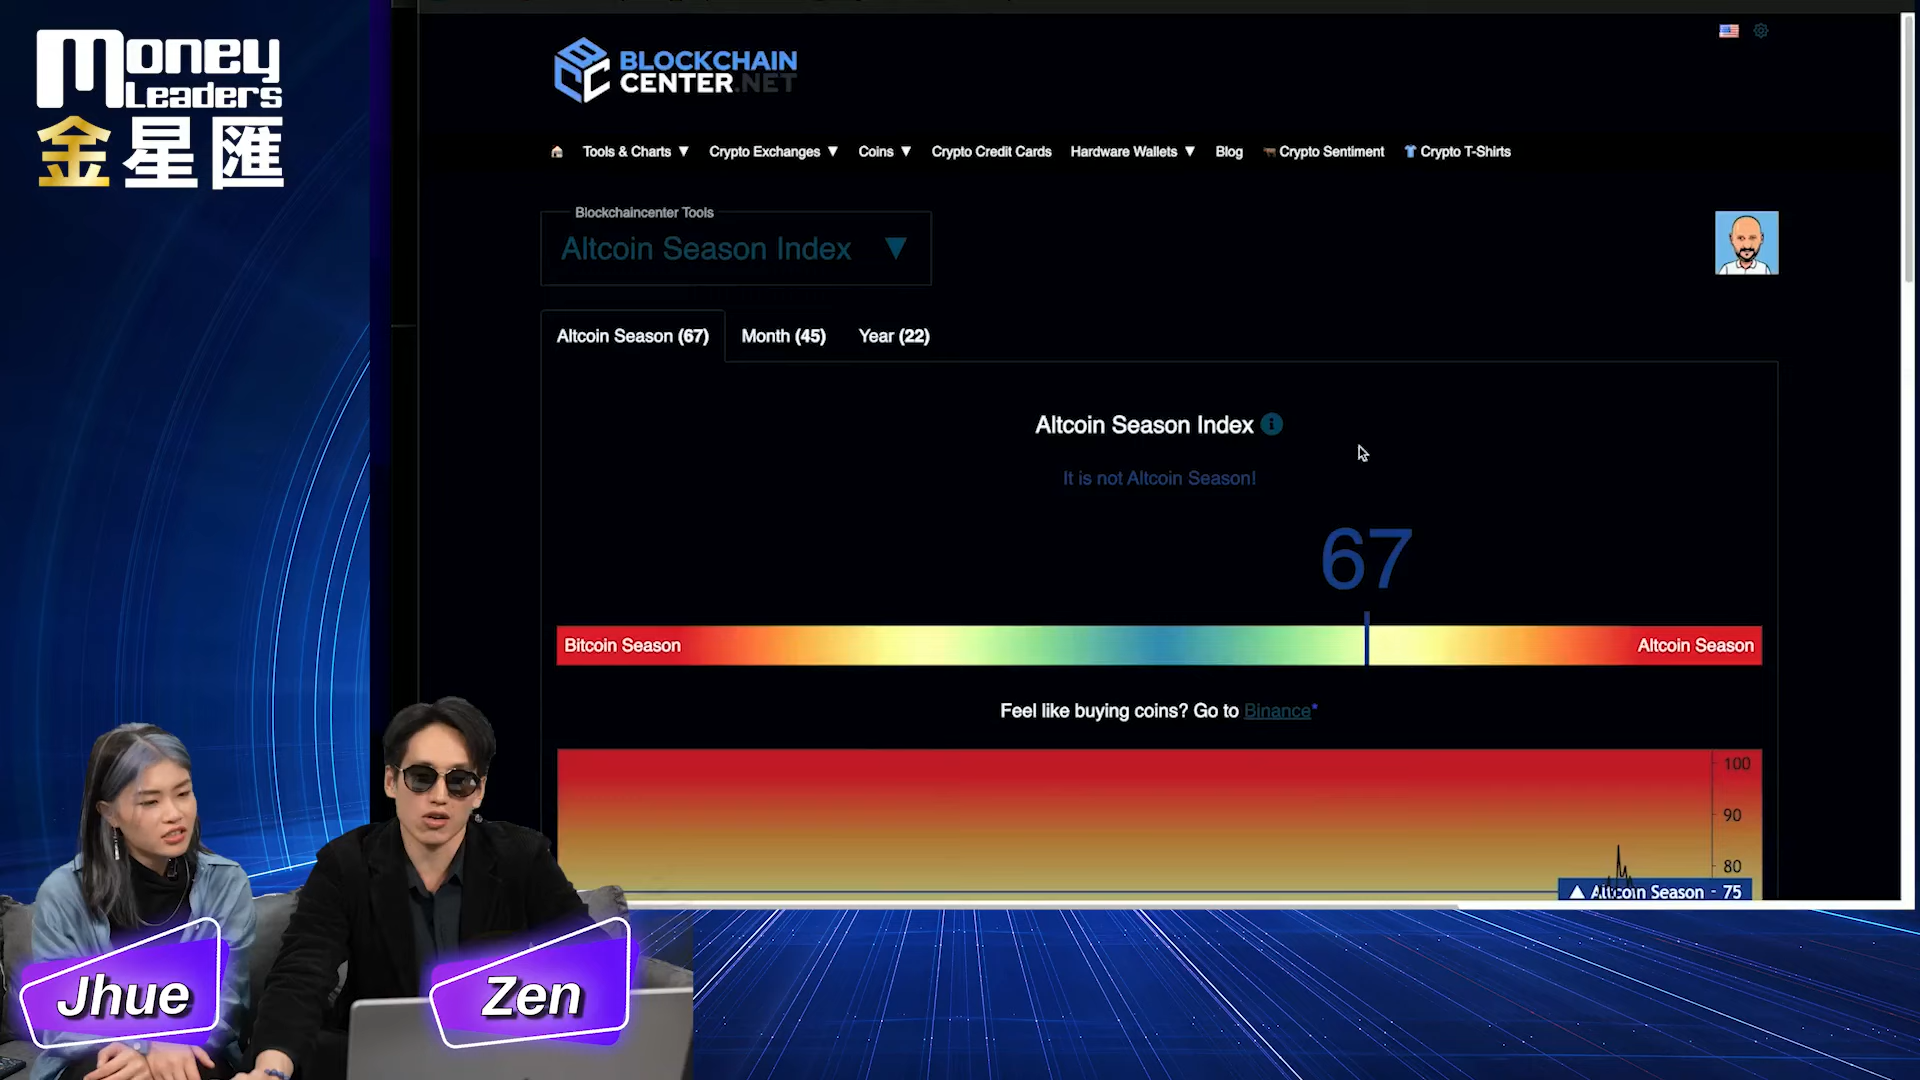 Money
Leaders
金星匯
BLOCKCHAIN
CENTER.NET
Tools & Charts ▼
Crypto Exchanges ▼
Coins ▼
Crypto Credit Cards
Hardware Wallets ▼
Blog
Crypto Sentiment
Crypto T-Shirts
Blockchaincenter Tools
Altcoin Season Index ▼
Altcoin Season (67)
Month (45)
Year (22)
Altcoin Season Index
It is not Altcoin Season!
67
Bitcoin Season
Altcoin Season
Feel like buying coins? Go to Binance*
100
90
80
▲ Altcoin Season - 75
Jhue
Zen